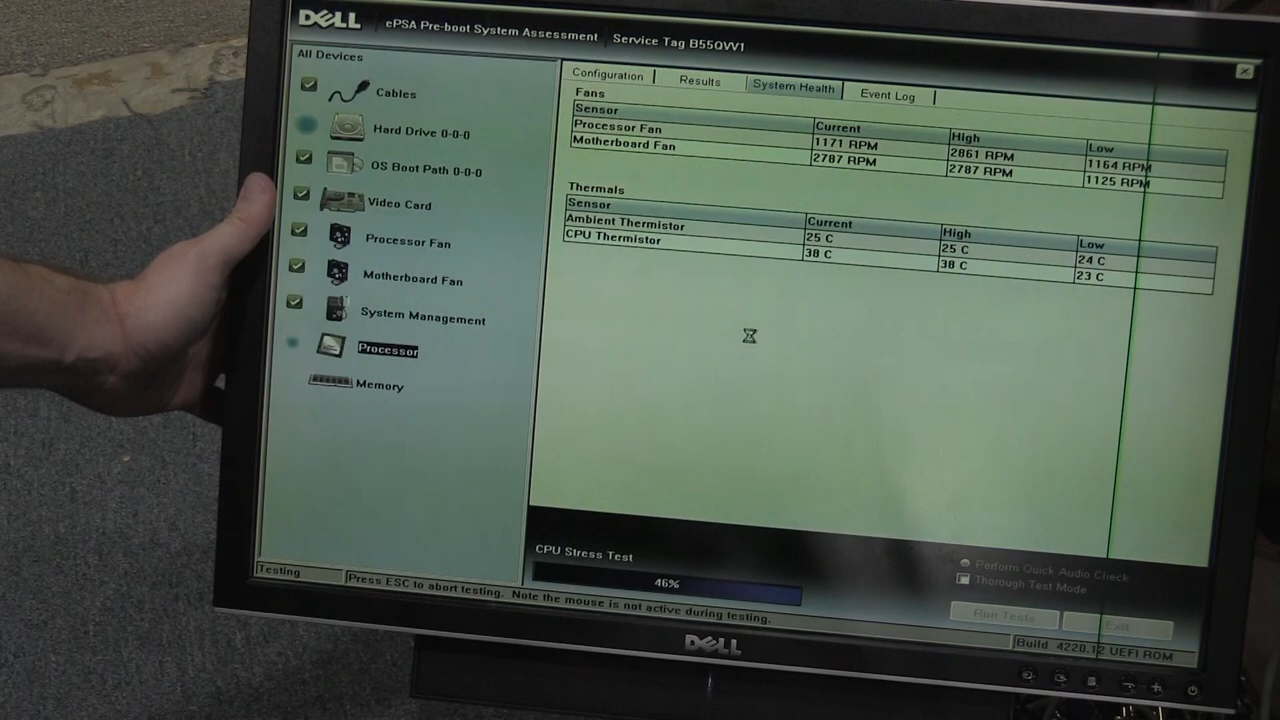 DELL ePSA Pre-boot System Assessment Service Tag B55QVV1
All Devices
Cables
Hard Drive 0-0-0
OS Boot Path 0-0-0
Video Card
Processor Fan
Motherboard Fan
System Management
Processor
Memory
Configuration Results System Health Event Log
Fans
Sensor Current High Low
Processor Fan 1171 RPM 2861 RPM 1164 RPM
Motherboard Fan 2787 RPM 2787 RPM 1125 RPM
Thermals
Sensor Current High Low
Ambient Thermistor 25 C 25 C 24 C
CPU Thermistor 38 C 38 C 23 C
CPU Stress Test
46%
Perform Quick Audio Check
Thorough Test Mode
Run Tests Exit
Testing Press ESC to abort testing. Note the mouse is not active during testing.
Build 4220.12 UEFI ROM
DELL